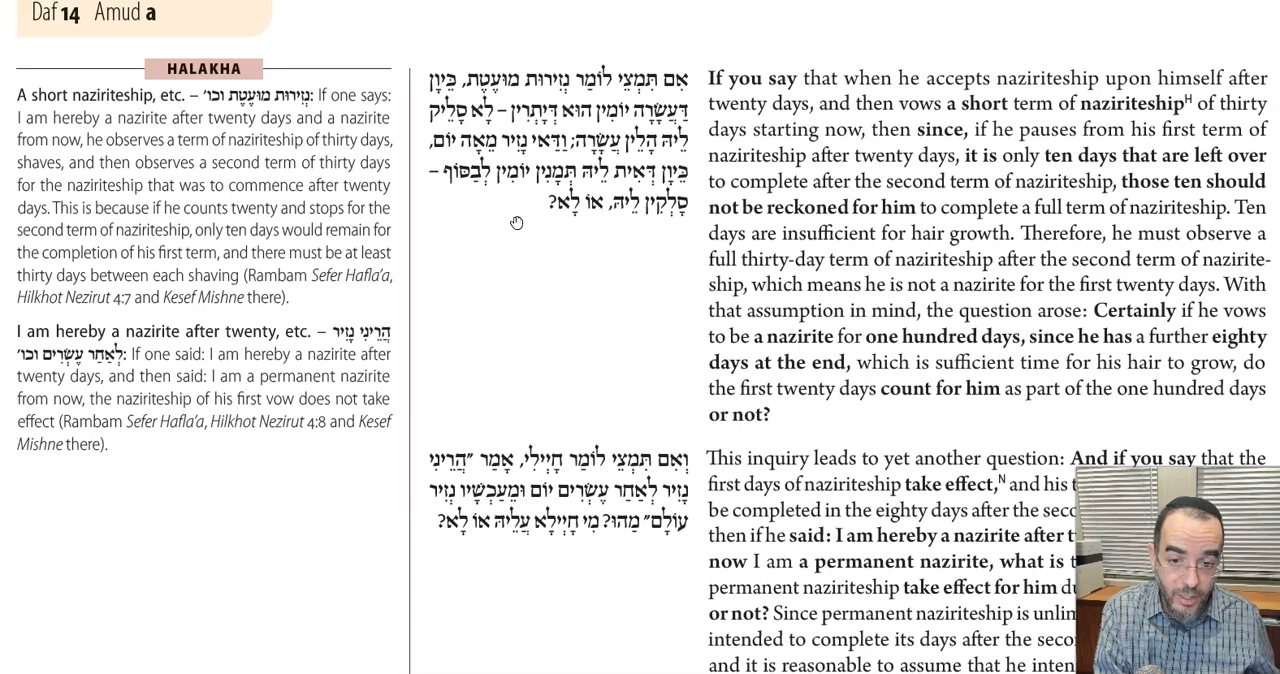 Daf 14 Amud a
HALAKHA
A short naziriteship, etc. – נְזִירוּת מוּעֶטֶת וכו׳: If one says:
I am hereby a nazirite after twenty days and a nazirite
from now, he observes a term of naziriteship of thirty days,
shaves, and then observes a second term of thirty days
for the naziriteship that was to commence after twenty
days. This is because if he counts twenty and stops for the
second term of naziriteship, only ten days would remain for
the completion of his first term, and there must be at least
thirty days between each shaving (Rambam Sefer Hafla'a,
Hilkhot Nezirut 4:7 and Kesef Mishne there).
I am hereby a nazirite after twenty, etc. – הֲרֵינִי נָזִיר
לְאַחַר עֶשְׂרִים וכו׳: If one said: I am hereby a nazirite after
twenty days, and then said: I am a permanent nazirite
from now, the naziriteship of his first vow does not take
effect (Rambam Sefer Hafla'a, Hilkhot Nezirut 4:8 and Kesef
Mishne there).
אִם תִּמְצֵי לוֹמַר נְזִירוּת מוּעֶטֶת, כֵּיוָן
דַּעֲשָׂרָה יוֹמִין הוּא דְּיָתְרִין – לָא סָלֵיק
לֵיהּ הָלֵין עֲשָׂרָה; וַדַּאי נָזִיר מֵאָה יוֹם,
כֵּיוָן דְּאִית לֵיהּ תְּמָנִין יוֹמִין לְבַסּוֹף –
סָלְקִין לֵיהּ, אוֹ לָא?
וְאִם תִּמְצֵי לוֹמַר חָיְילִי, אָמַר ״הֲרֵינִי
נָזִיר לְאַחַר עֶשְׂרִים יוֹם וּמֵעַכְשָׁיו נְזִיר
עוֹלָם״ מַהוּ? מִי חָיְילָא עֲלֵיהּ אוֹ לָא?
If you say that when he accepts naziriteship upon himself after
twenty days, and then vows a short term of naziriteshipᴴ of thirty
days starting now, then since, if he pauses from his first term of
naziriteship after twenty days, it is only ten days that are left over
to complete after the second term of naziriteship, those ten should
not be reckoned for him to complete a full term of naziriteship. Ten
days are insufficient for hair growth. Therefore, he must observe a
full thirty-day term of naziriteship after the second term of nazirite-
ship, which means he is not a nazirite for the first twenty days. With
that assumption in mind, the question arose: Certainly if he vows
to be a nazirite for one hundred days, since he has a further eighty
days at the end, which is sufficient time for his hair to grow, do
the first twenty days count for him as part of the one hundred days
or not?
This inquiry leads to yet another question: And if you say that the
first days of naziriteship take effect,ᴺ and his
be completed in the eighty days after the
then if he said: I am hereby a nazirite after
now I am a permanent nazirite, what is
permanent naziriteship take effect for him
or not? Since permanent naziriteship is
intended to complete its days after the
and it is reasonable to assume that he